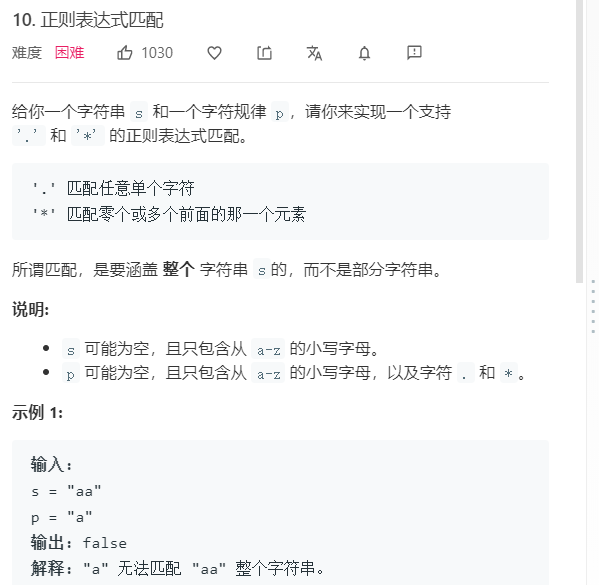 10. 正则表达式匹配
难度 困难 1030
给你一个字符串 s 和一个字符规律 p，请你来实现一个支持
'.' 和 '*' 的正则表达式匹配。
'.' 匹配任意单个字符
'*' 匹配零个或多个前面的那一个元素
所谓匹配，是要涵盖 整个 字符串 s 的，而不是部分字符串。
说明:
• s 可能为空，且只包含从 a-z 的小写字母。
• p 可能为空，且只包含从 a-z 的小写字母，以及字符 . 和 *。
示例 1:
输入:
s = "aa"
p = "a"
输出: false
解释: "a" 无法匹配 "aa" 整个字符串。